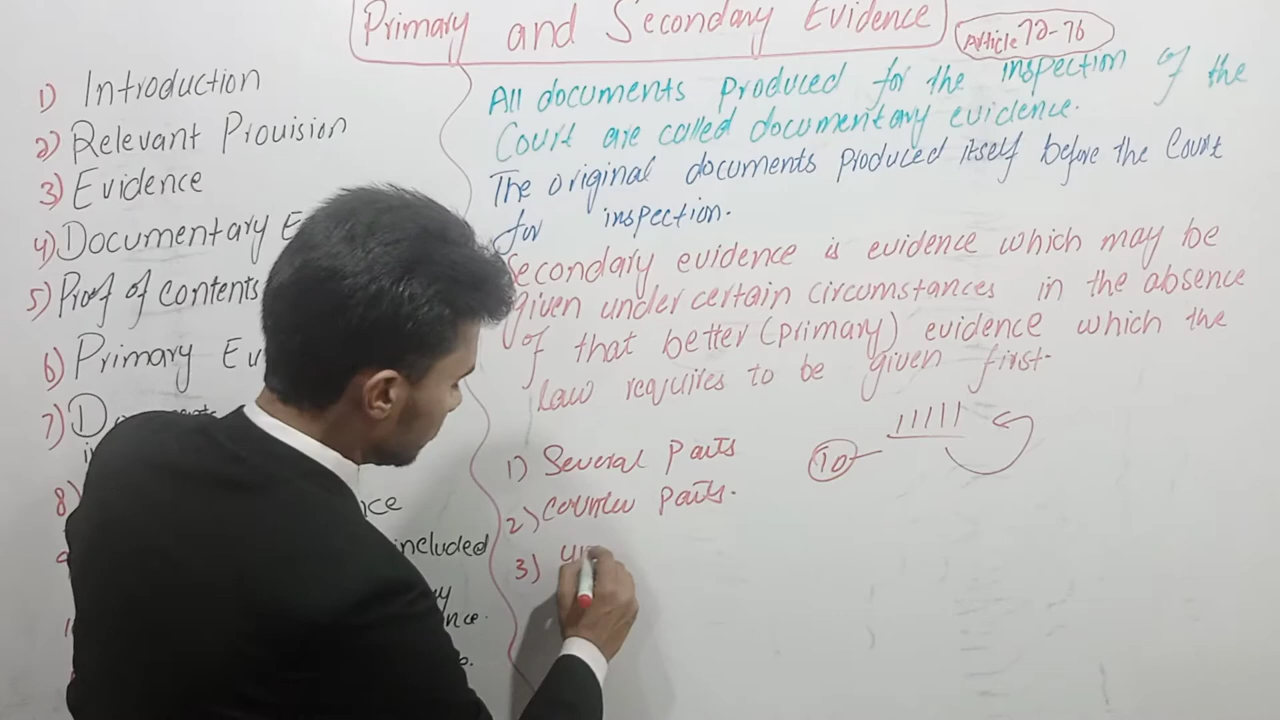 Primary and Secondary Evidence
Article 72-76
1) Introduction
2) Relevant Provision
3) Evidence
4) Documentary
5) Proof of contents
6) Primary
7)
8)
included
All documents produced for the inspection of the
Court are called documentary evidence.
The original documents produced itself before the Court
for inspection.
Secondary evidence is evidence which may be
given under certain circumstances in the absence
of that better (primary) evidence which the
law requires to be given first.
1) Several Parts
2) Counter Parts.
3)
10